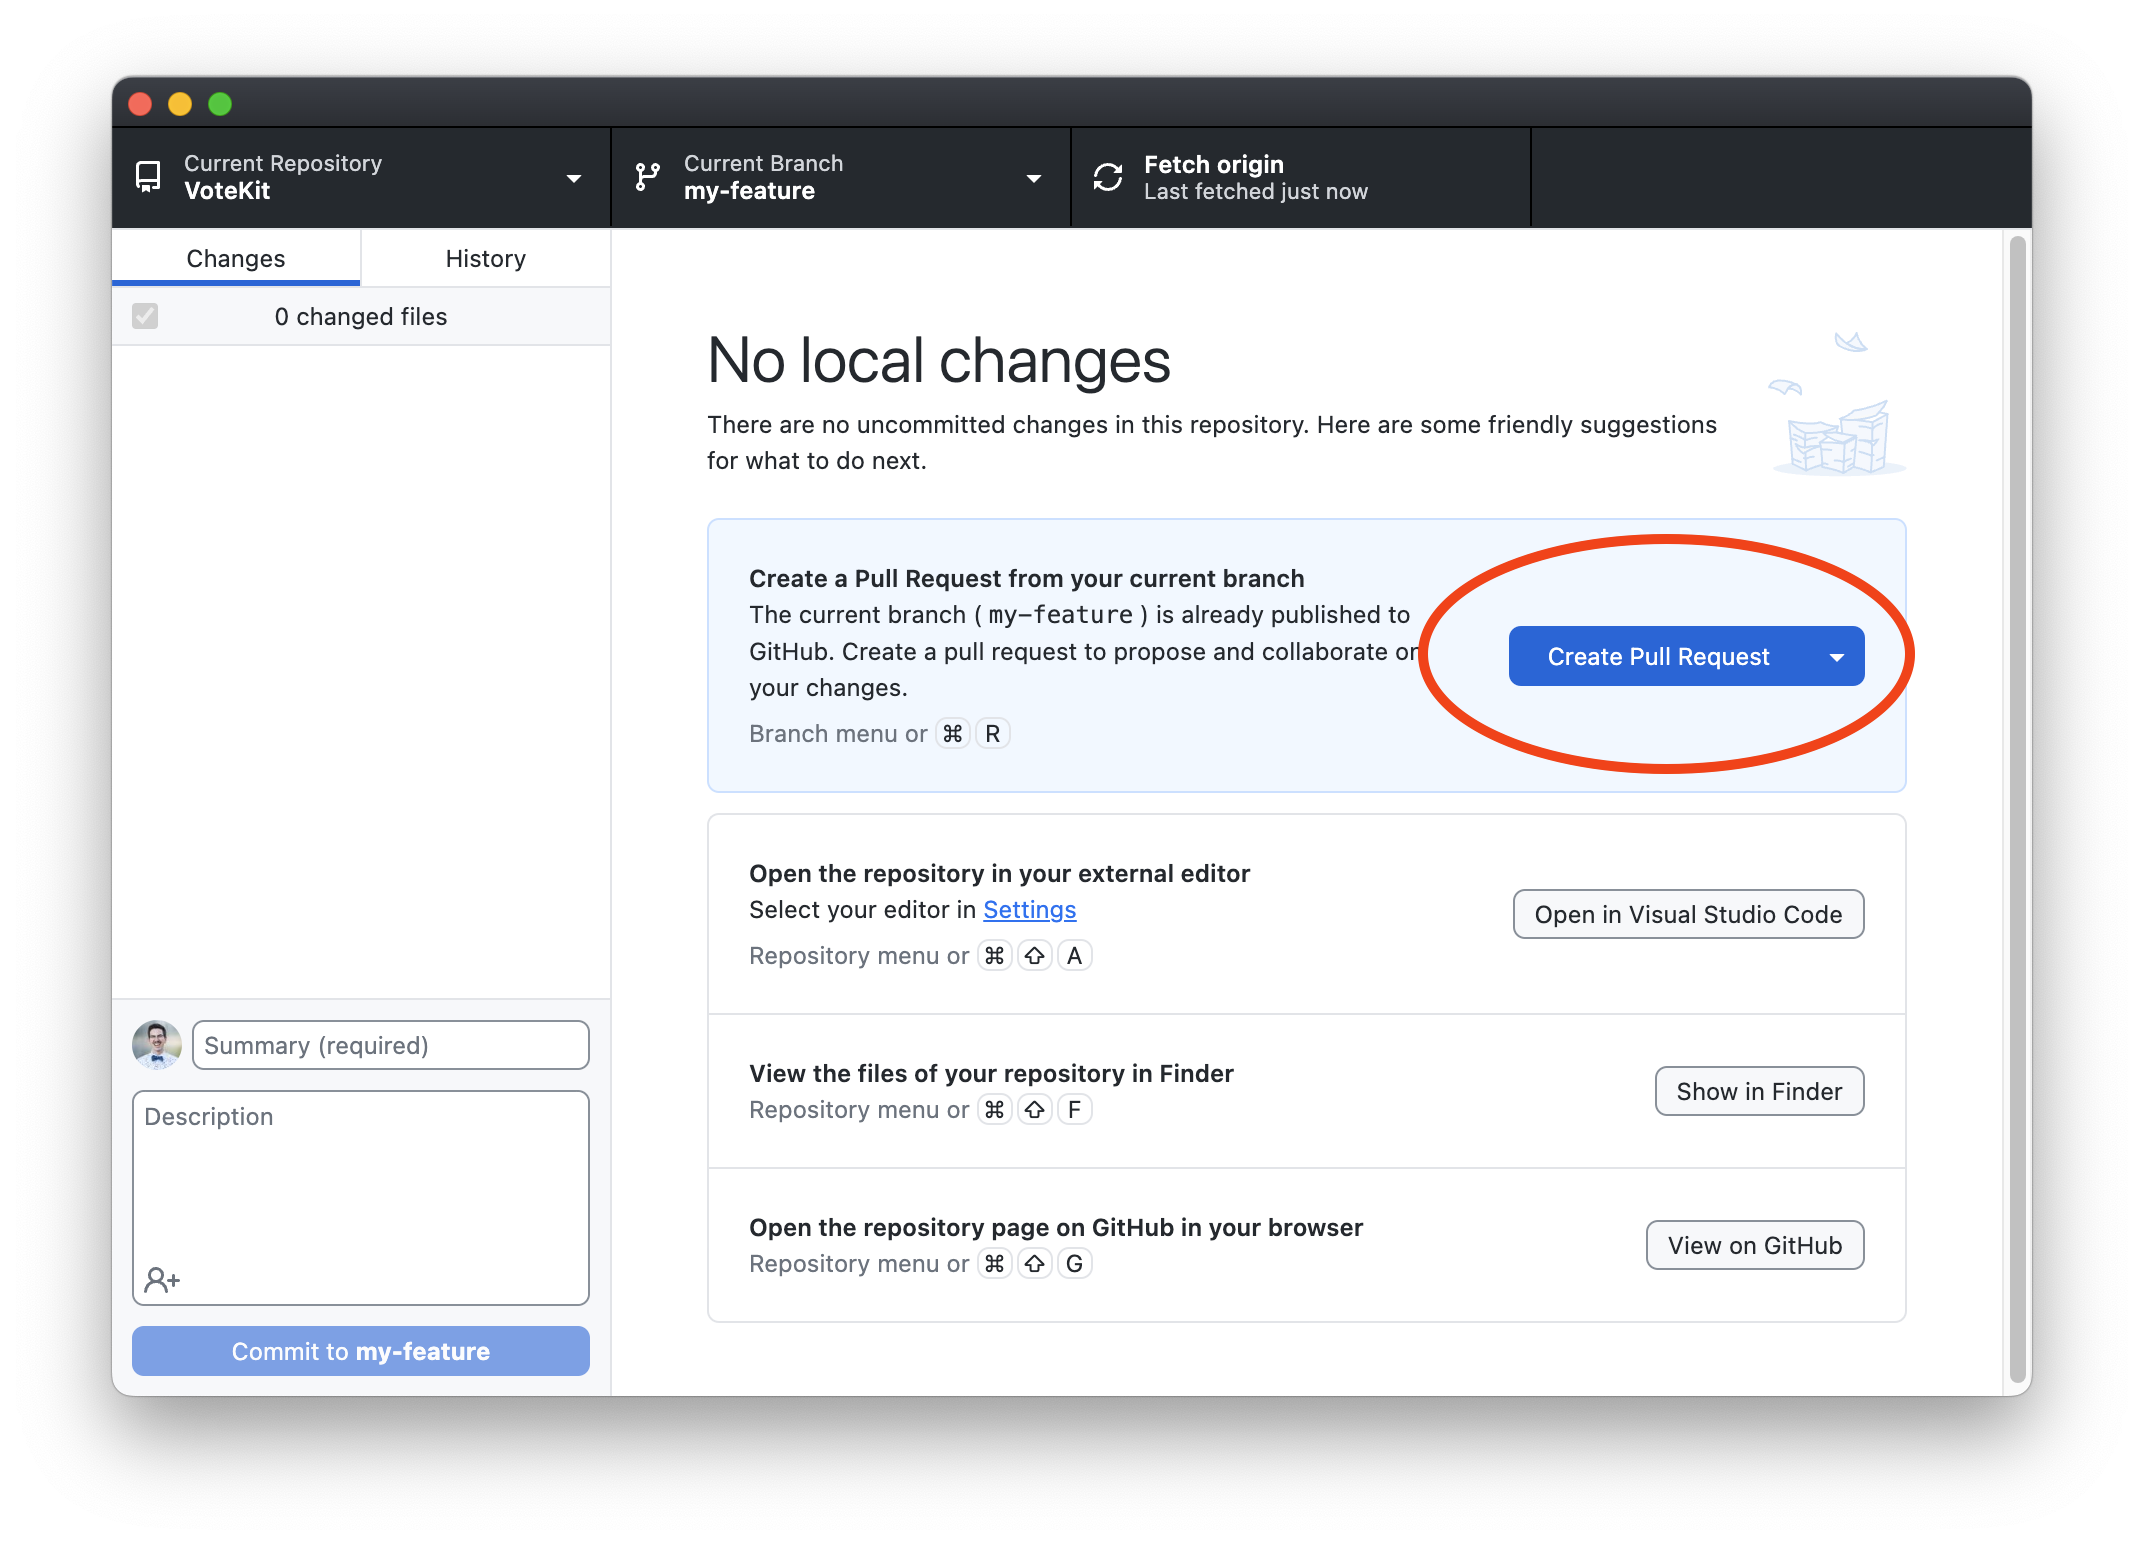 Current Repository
VoteKit
Current Branch
my-feature
Fetch origin
Last fetched just now
Changes
History
0 changed files
No local changes
There are no uncommitted changes in this repository. Here are some friendly suggestions
for what to do next.
Create a Pull Request from your current branch
The current branch ( my-feature ) is already published to
GitHub. Create a pull request to propose and collaborate on
your changes.
Branch menu or ⌘ R
Create Pull Request
Open the repository in your external editor
Select your editor in Settings
Repository menu or ⌘ ⇧ A
Open in Visual Studio Code
View the files of your repository in Finder
Repository menu or ⌘ ⇧ F
Show in Finder
Open the repository page on GitHub in your browser
Repository menu or ⌘ ⇧ G
View on GitHub
Summary (required)
Description
Commit to my-feature